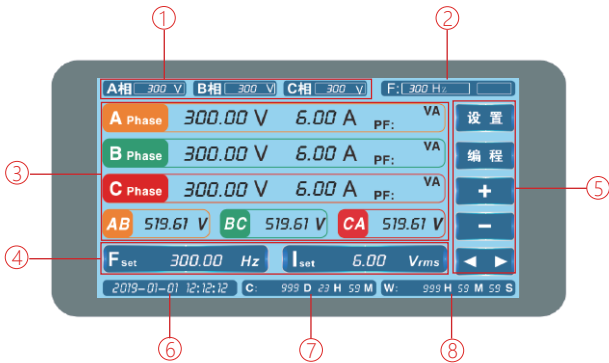 ① ②
A相 300 V B相 300 V C相 300 V F: 300 Hz
A Phase 300.00 V 6.00 A PF: VA 设置
B Phase 300.00 V 6.00 A PF: VA 编程
③ C Phase 300.00 V 6.00 A PF: VA + ⑤
AB 519.61 V BC 519.61 V CA 519.61 V −
④ Fset 300.00 Hz Iset 6.00 Vrms ◀ ▶
2019-01-01 12:12:12 C: 999 D 23 H 59 M W: 999 H 59 M 59 S
⑥ ⑦ ⑧